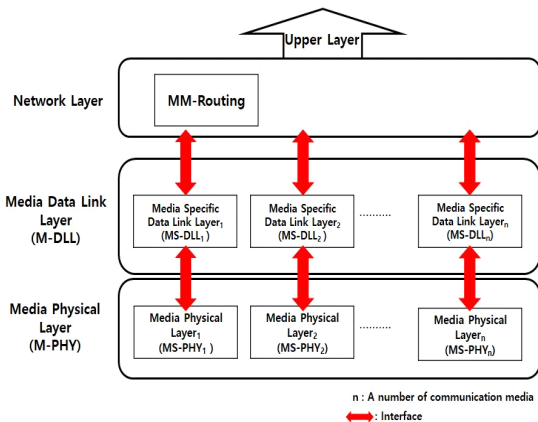 Upper Layer
Network Layer
MM-Routing
Media Data Link
Layer
(M-DLL)
Media Specific
Data Link Layer₁
(MS-DLL₁ )
Media Specific
Data Link Layer₂
(MS-DLL₂ )
..........
Media Specific
Data Link Layerₙ
(MS-DLLₙ)
Media Physical
Layer
(M-PHY)
Media Physical
Layer₁
(MS-PHY₁ )
Media Physical
Layer₂
(MS-PHY₂)
..........
Media Physical
Layerₙ
(MS-PHYₙ)
n : A number of communication media
: Interface